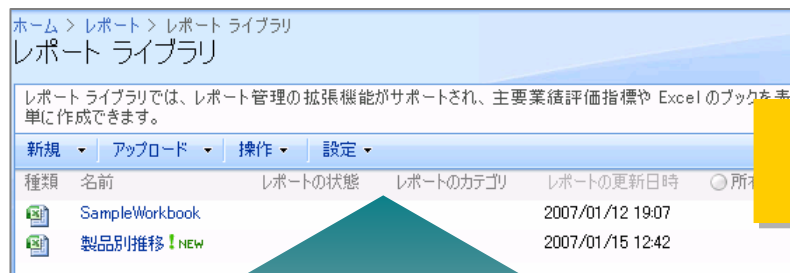 ホーム > レポート > レポート ライブラリ
レポート ライブラリ
レポート ライブラリでは、レポート管理の拡張機能がサポートされ、主要業績評価指標や Excel のブックを表
単に作成できます。
新規 アップロード 操作 設定
種類 名前 レポートの状態 レポートのカテゴリ レポートの更新日時
SampleWorkbook 2007/01/12 19:07
製品別推移 ! NEW 2007/01/15 12:42